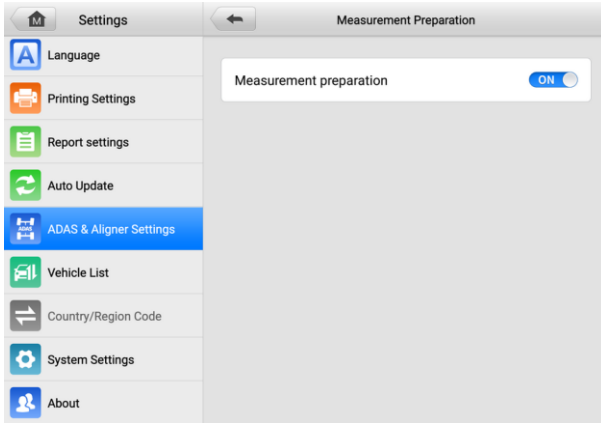 M
Settings
Measurement Preparation
A
Language
Measurement preparation
ON
Printing Settings
Report settings
Auto Update
ADAS
ADAS & Aligner Settings
Vehicle List
Country/Region Code
System Settings
About